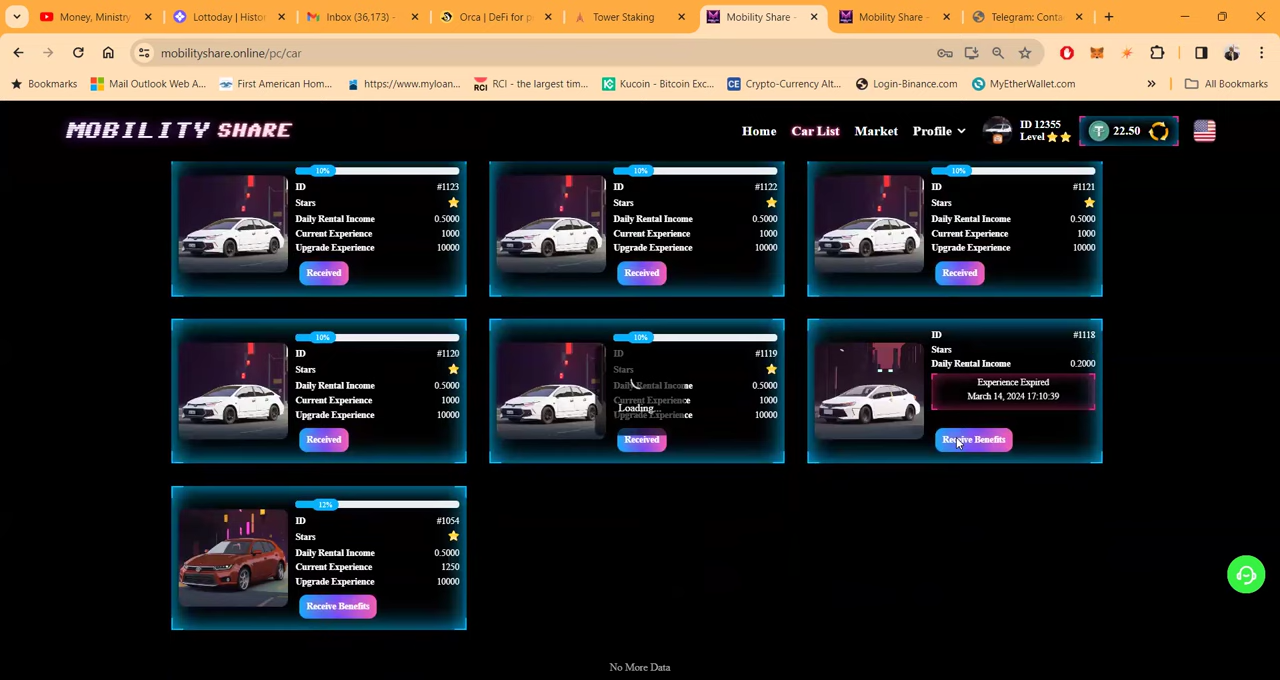 Money, Ministry
Lottoday | Histor
Inbox (36,173) -
Orca | DeFi for p
Tower Staking
Mobility Share -
Mobility Share -
Telegram: Conta
mobilityshare.online/pc/car
Bookmarks
Mail Outlook Web A...
First American Hom...
https://www.myloan...
RCI - the largest tim...
Kucoin - Bitcoin Exc...
Crypto-Currency Alt...
Login-Binance.com
MyEtherWallet.com
All Bookmarks
MOBILITY SHARE
Home
Car List
Market
Profile
ID 12355
Level
22.50
10%
ID #1123
Stars
Daily Rental Income 0.5000
Current Experience 1000
Upgrade Experience 10000
Received
10%
ID #1122
Stars
Daily Rental Income 0.5000
Current Experience 1000
Upgrade Experience 10000
Received
10%
ID #1121
Stars
Daily Rental Income 0.5000
Current Experience 1000
Upgrade Experience 10000
Received
10%
ID #1120
Stars
Daily Rental Income 0.5000
Current Experience 1000
Upgrade Experience 10000
Received
10%
ID #1119
Stars
Daily Rental Income 0.5000
Current Experience 1000
Loading...
Upgrade Experience 10000
Received
ID #1118
Stars
Daily Rental Income 0.2000
Experience Expired
March 14, 2024 17:10:39
Receive Benefits
12%
ID #1054
Stars
Daily Rental Income 0.5000
Current Experience 1250
Upgrade Experience 10000
Receive Benefits
No More Data